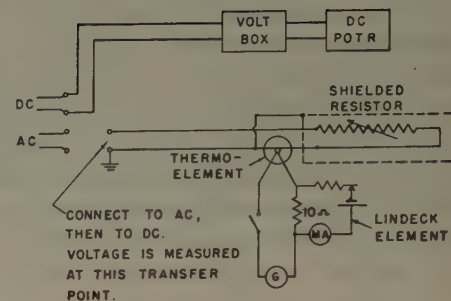 VOLT
BOX
DC
POTR
DC
AC
SHIELDED
RESISTOR
THERMO-
ELEMENT
10Ω
MA
LINDECK
ELEMENT
G
CONNECT TO AC,
THEN TO DC.
VOLTAGE IS MEASURED
AT THIS TRANSFER
POINT.